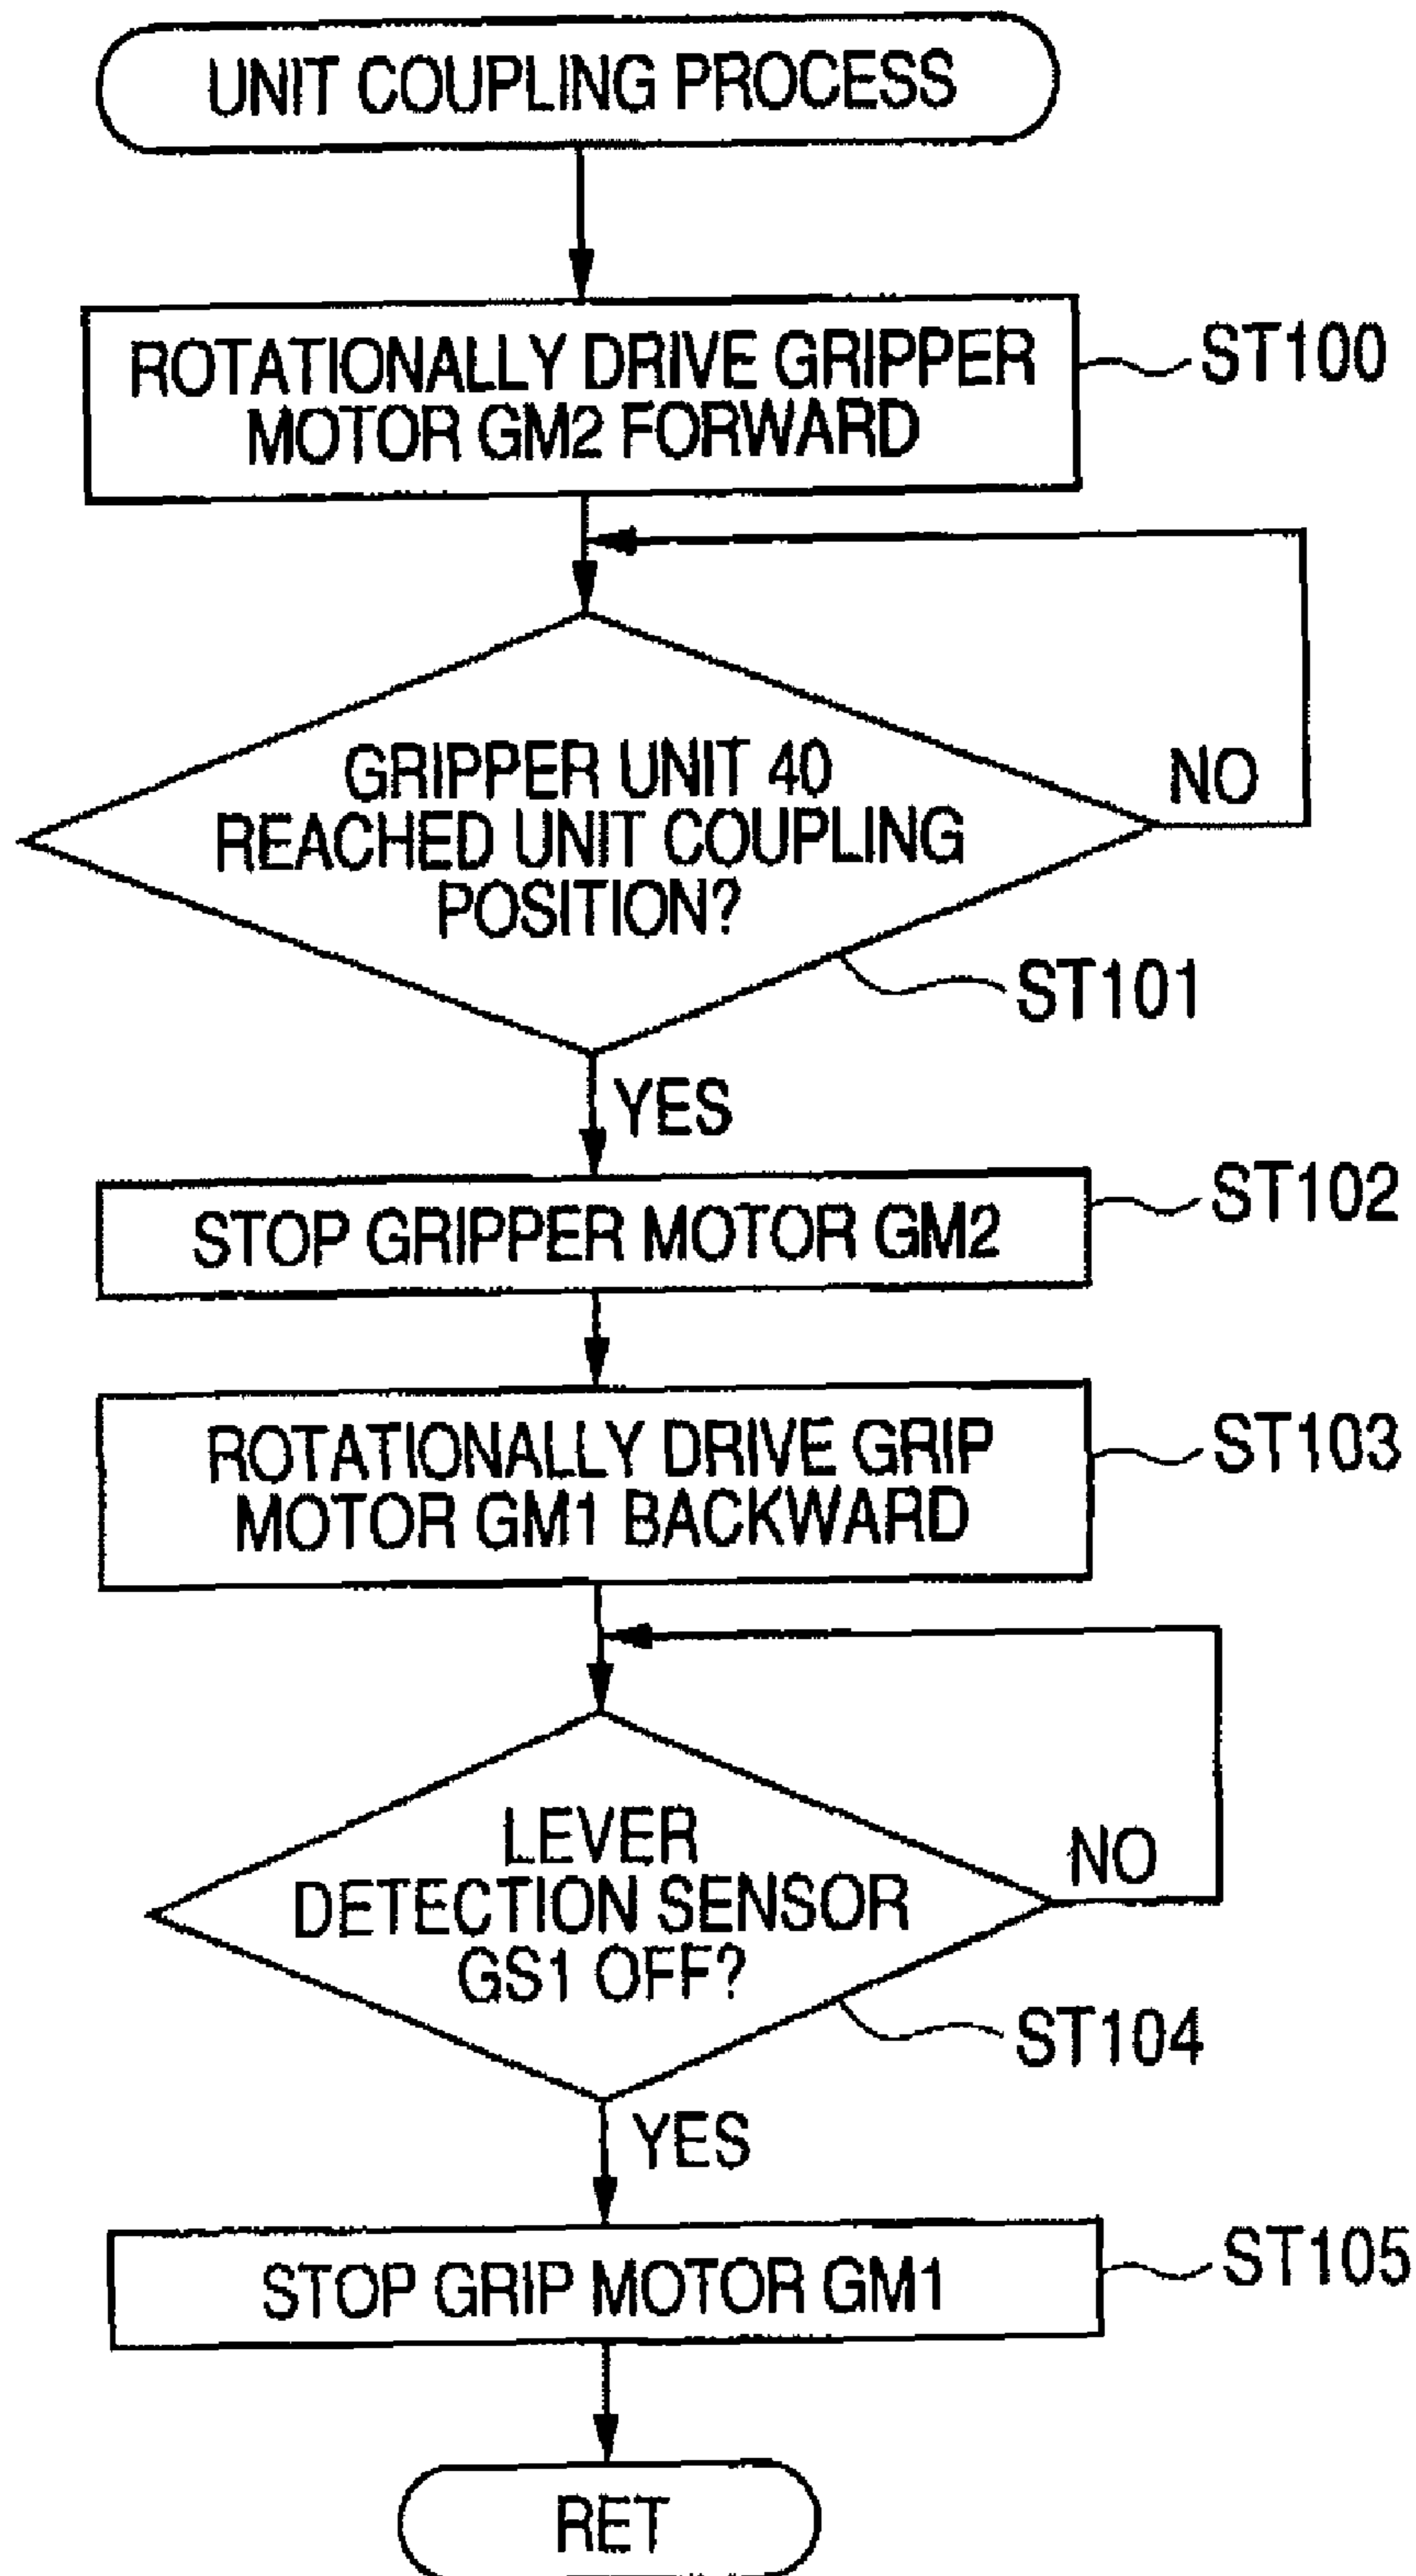 UNIT COUPLING PROCESS
ROTATIONALLY DRIVE GRIPPER
MOTOR GM2 FORWARD
ST100
GRIPPER UNIT 40
REACHED UNIT COUPLING
POSITION?
NO
ST101
YES
STOP GRIPPER MOTOR GM2
ST102
ROTATIONALLY DRIVE GRIP
MOTOR GM1 BACKWARD
ST103
LEVER
DETECTION SENSOR
GS1 OFF?
NO
ST104
YES
STOP GRIP MOTOR GM1
ST105
RET